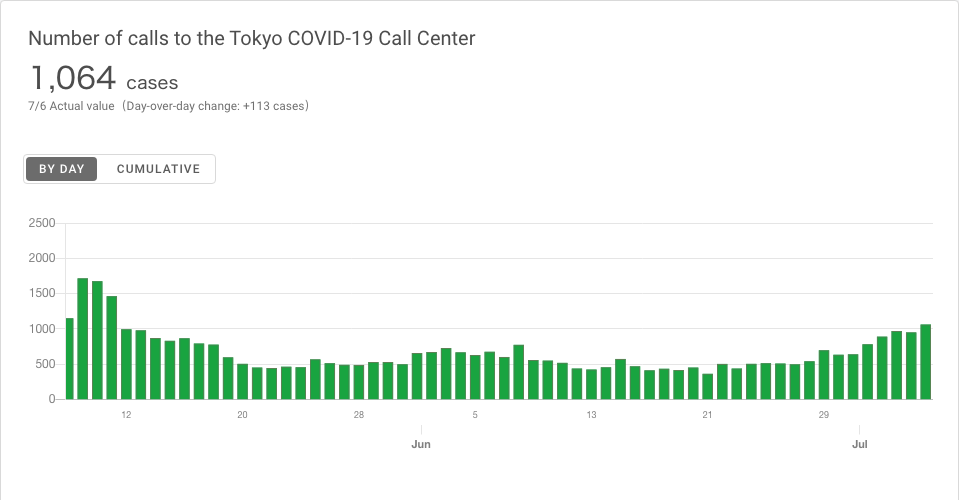 Number of calls to the Tokyo COVID-19 Call Center
1,064 cases
7/6 Actual value（Day-over-day change: +113 cases）
BY DAY CUMULATIVE
2500
2000
1500
1000
500
0
12 20 28 5 13 21 29
Jun Jul